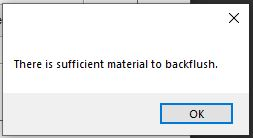 There is sufficient material to backflush.
OK